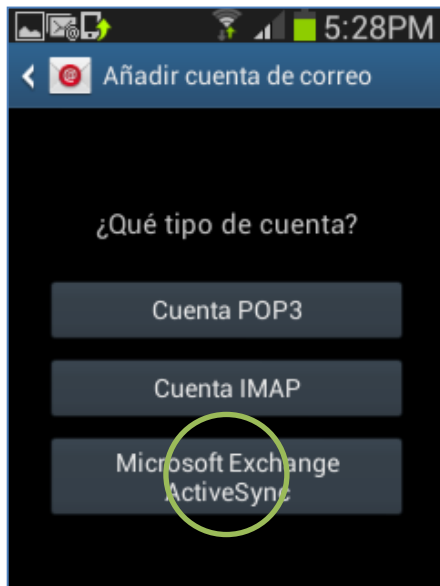 5:28PM
Añadir cuenta de correo
¿Qué tipo de cuenta?
Cuenta POP3
Cuenta IMAP
Microsoft Exchange
ActiveSync